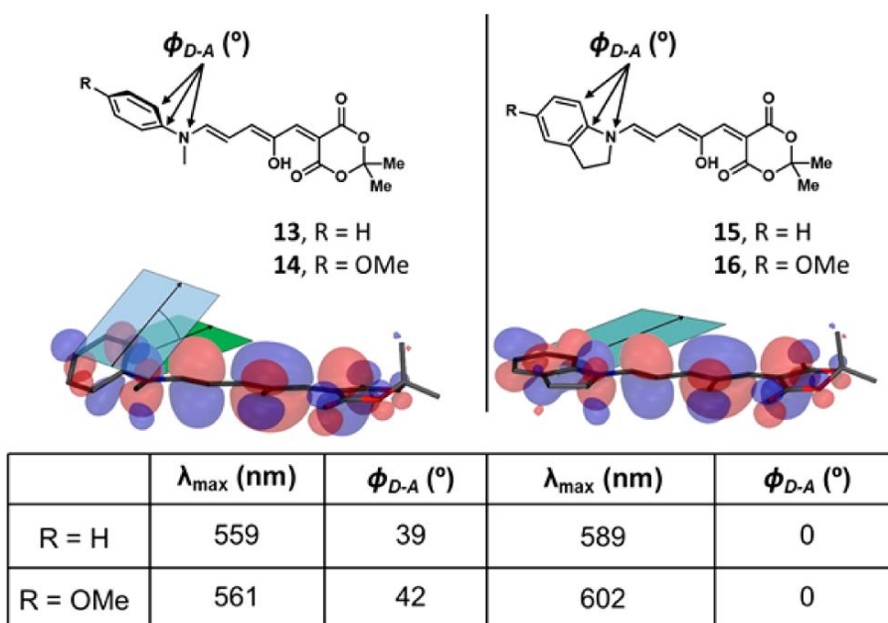 ϕD-A (º)
R
N
OH
O
O
O
O
Me
Me
13, R = H
14, R = OMe
ϕD-A (º)
R
N
OH
O
O
O
O
Me
Me
15, R = H
16, R = OMe
λmax (nm) ϕD-A (º) λmax (nm) ϕD-A (º)
R = H 559 39 589 0
R = OMe 561 42 602 0